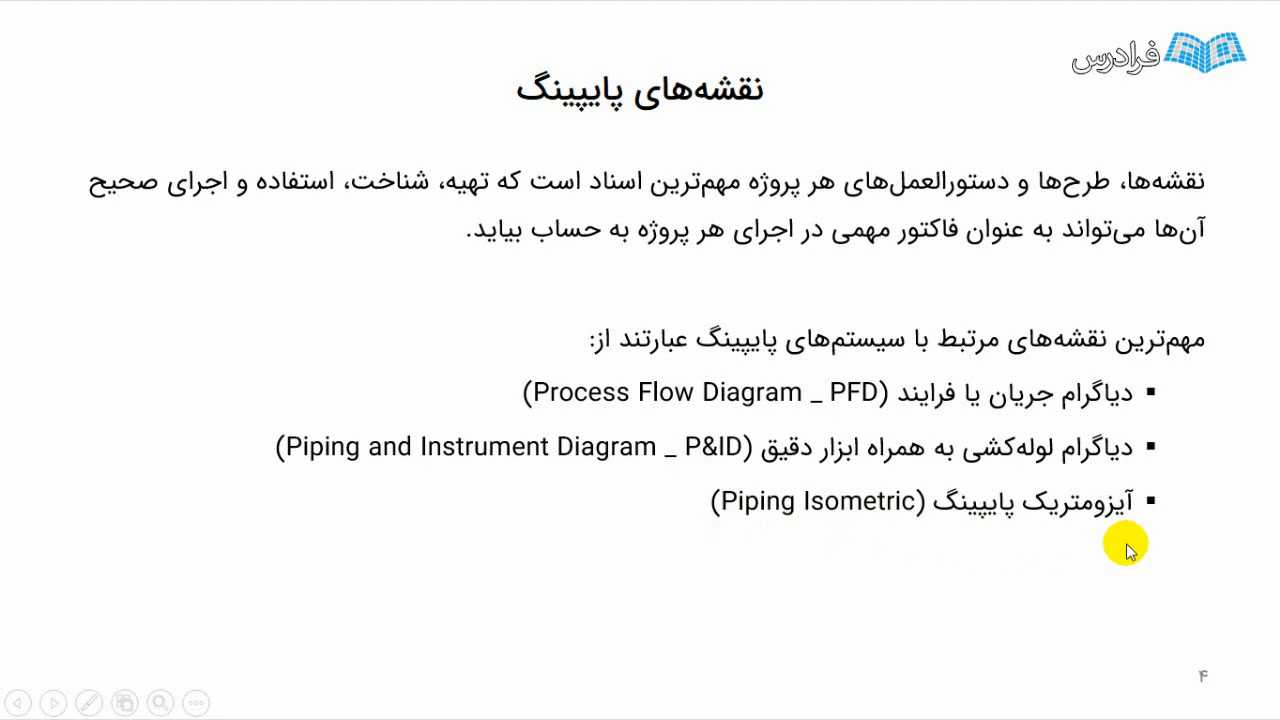 فرادرس
نقشه‌های پایپینگ
نقشه‌ها، طرح‌ها و دستورالعمل‌های هر پروژه مهم‌ترین اسناد است که تهیه، شناخت، استفاده و اجرای صحیح
آن‌ها می‌تواند به عنوان فاکتور مهمی در اجرای هر پروژه به حساب بیاید.
مهم‌ترین نقشه‌های مرتبط با سیستم‌های پایپینگ عبارتند از:
▪ دیاگرام جریان یا فرایند (Process Flow Diagram _ PFD)
▪ دیاگرام لوله‌کشی به همراه ابزار دقیق (Piping and Instrument Diagram _ P&ID)
▪ آیزومتریک پایپینگ (Piping Isometric)
۴